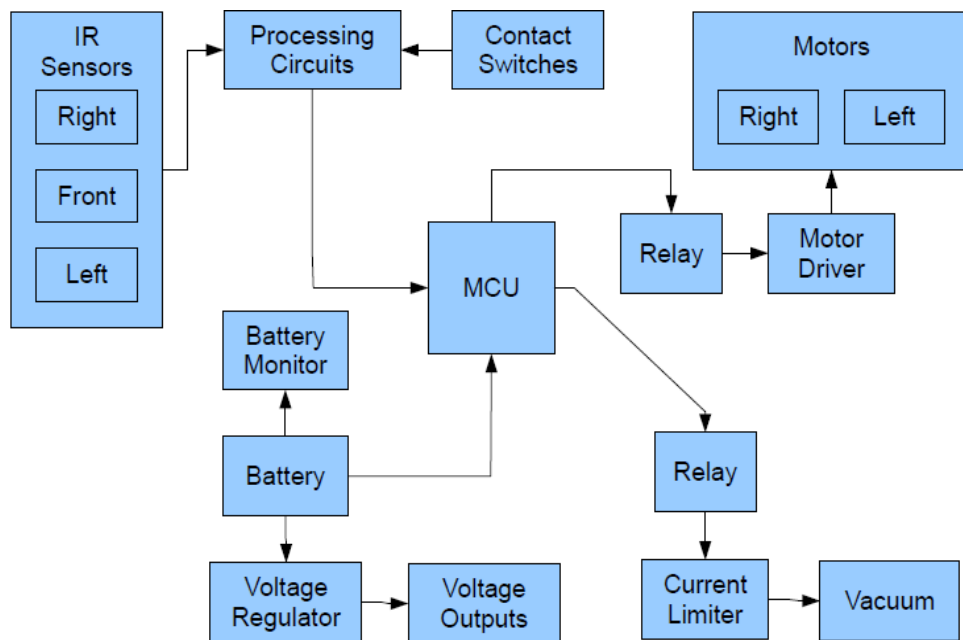 IR
Sensors
Right
Front
Left
Processing
Circuits
Contact
Switches
Motors
Right
Left
Relay
Motor
Driver
MCU
Battery
Monitor
Battery
Relay
Voltage
Regulator
Voltage
Outputs
Current
Limiter
Vacuum